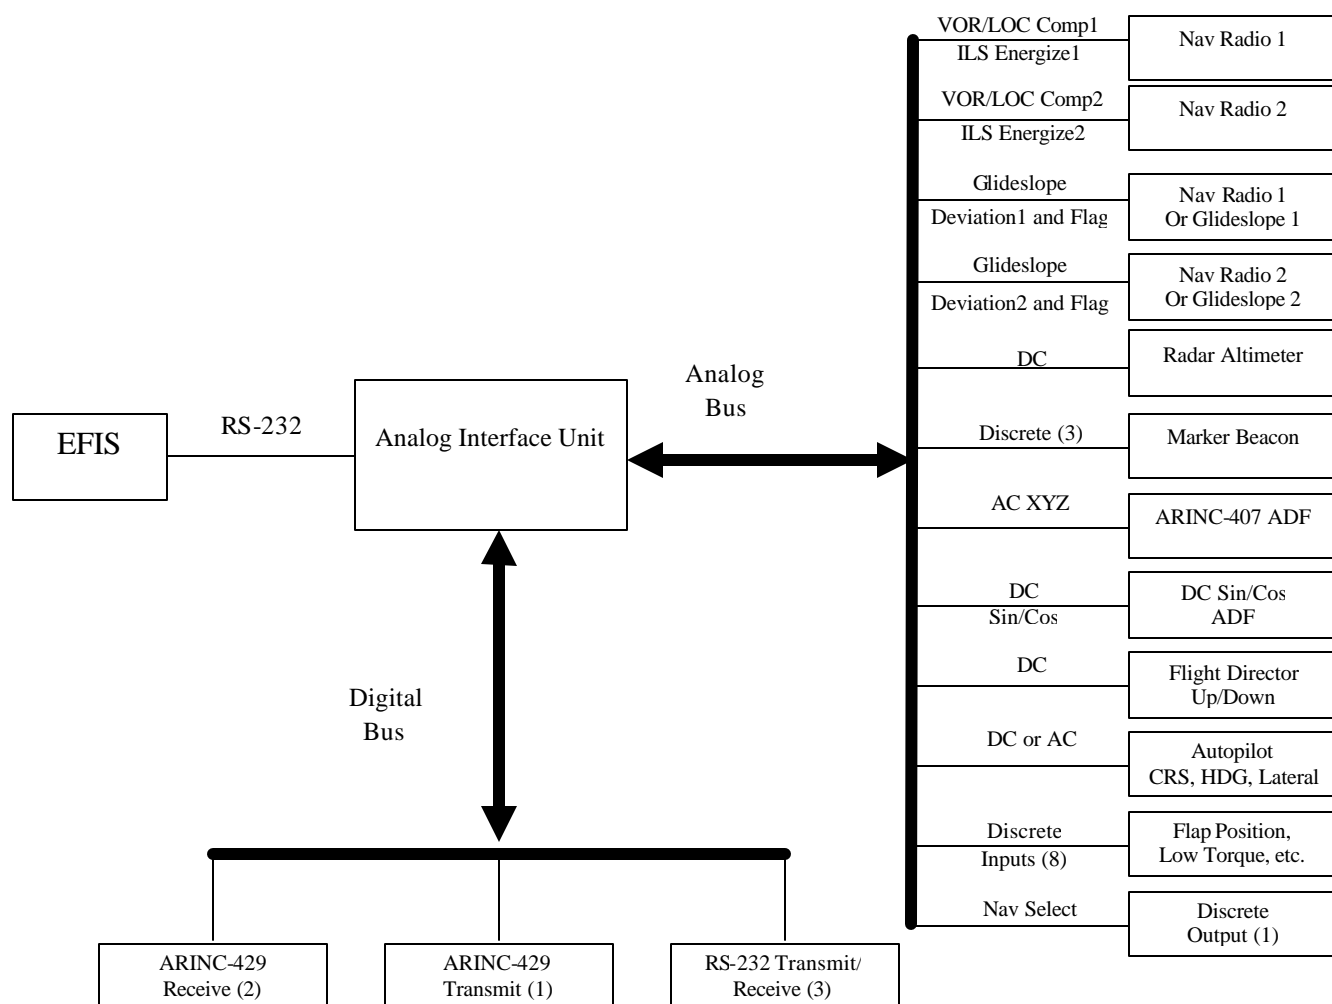 EFIS
RS-232
Analog Interface Unit
Analog
Bus
Digital
Bus
ARINC-429
Receive (2)
ARINC-429
Transmit (1)
RS-232 Transmit/
Receive (3)
VOR/LOC Comp1
ILS Energize1
Nav Radio 1
VOR/LOC Comp2
ILS Energize2
Nav Radio 2
Glideslope
Deviation1 and Flag
Nav Radio 1
Or Glideslope 1
Glideslope
Deviation2 and Flag
Nav Radio 2
Or Glideslope 2
DC
Radar Altimeter
Discrete (3)
Marker Beacon
AC XYZ
ARINC-407 ADF
DC
Sin/Cos
DC Sin/Cos
ADF
DC
Flight Director
Up/Down
DC or AC
Autopilot
CRS, HDG, Lateral
Discrete
Inputs (8)
Flap Position,
Low Torque, etc.
Nav Select
Discrete
Output (1)